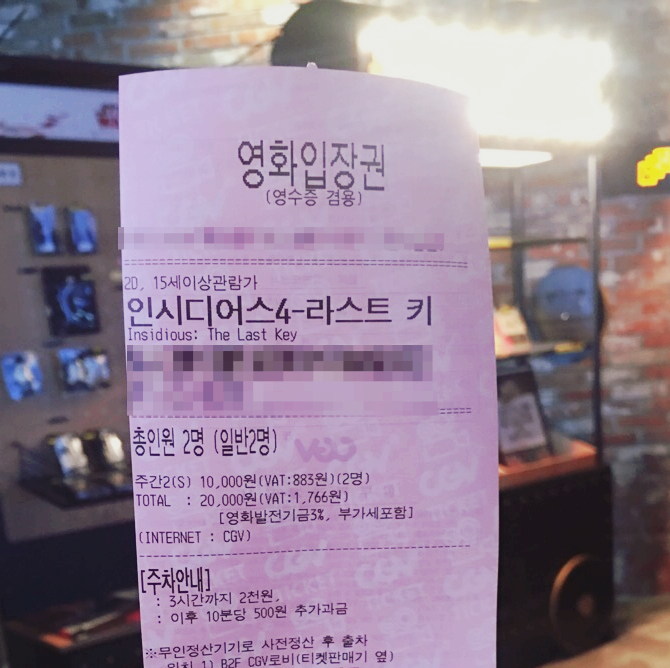 영화입장권
(영수증 겸용)
2D, 15세이상관람가
인시디어스4-라스트 키
Insidious: The Last Key
총인원 2명 (일반2명)
CGV
주간2(S) 10,000원(VAT:883원)(2명)
TOTAL : 20,000원(VAT:1,766원)
[영화발전기금3%, 부가세포함]
(INTERNET : CGV)
[주차안내]
: 3시간까지 2천원,
: 이후 10분당 500원 추가과금
※무인정산기기로 사전정산 후 출차
위치 1) B2F CGV로비(티켓판매기 옆)